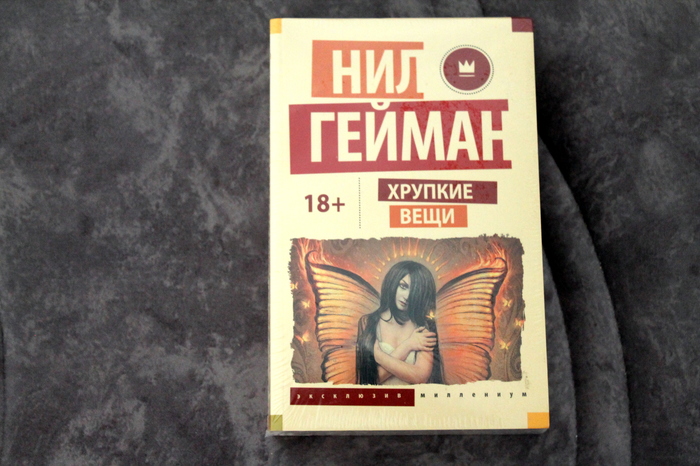 НИЛ
ГЕЙМАН
18+
ХРУПКИЕ
ВЕЩИ
эксклюзив миллениум